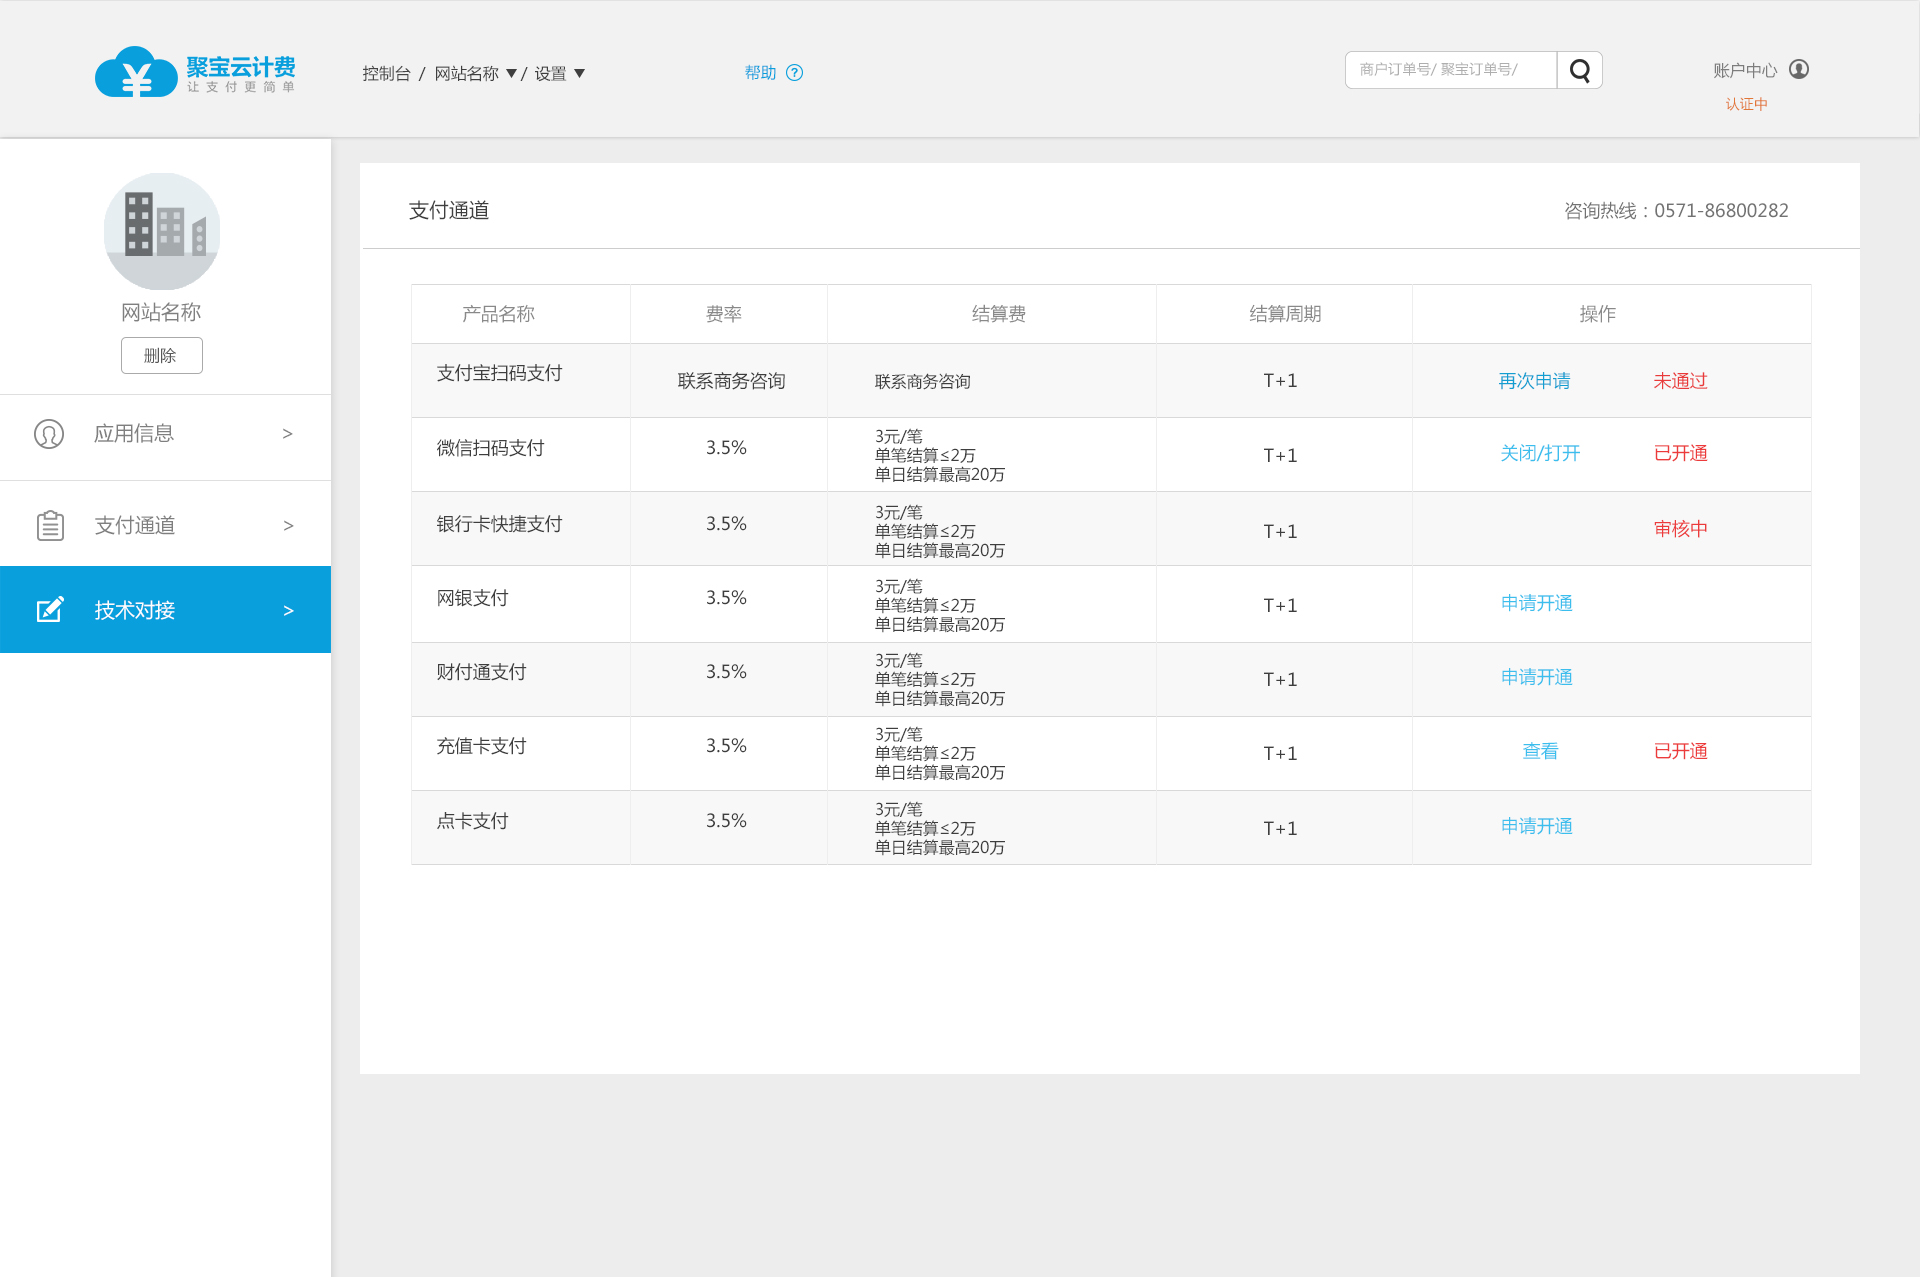 聚宝云计费
让支付更简单
控制台 / 网站名称 ▼/ 设置 ▼
帮助 ?
商户订单号/ 聚宝订单号/
账户中心
认证中
网站名称
删除
应用信息 >
支付通道 >
技术对接 >
支付通道
咨询热线：0571-86800282
产品名称 费率 结算费 结算周期 操作
支付宝扫码支付 联系商务咨询 联系商务咨询 T+1 再次申请 未通过
微信扫码支付 3.5% 3元/笔
单笔结算≤2万
单日结算最高20万
T+1 关闭/打开 已开通
银行卡快捷支付 3.5% 3元/笔
单笔结算≤2万
单日结算最高20万
T+1 审核中
网银支付 3.5% 3元/笔
单笔结算≤2万
单日结算最高20万
T+1 申请开通
财付通支付 3.5% 3元/笔
单笔结算≤2万
单日结算最高20万
T+1 申请开通
充值卡支付 3.5% 3元/笔
单笔结算≤2万
单日结算最高20万
T+1 查看 已开通
点卡支付 3.5% 3元/笔
单笔结算≤2万
单日结算最高20万
T+1 申请开通